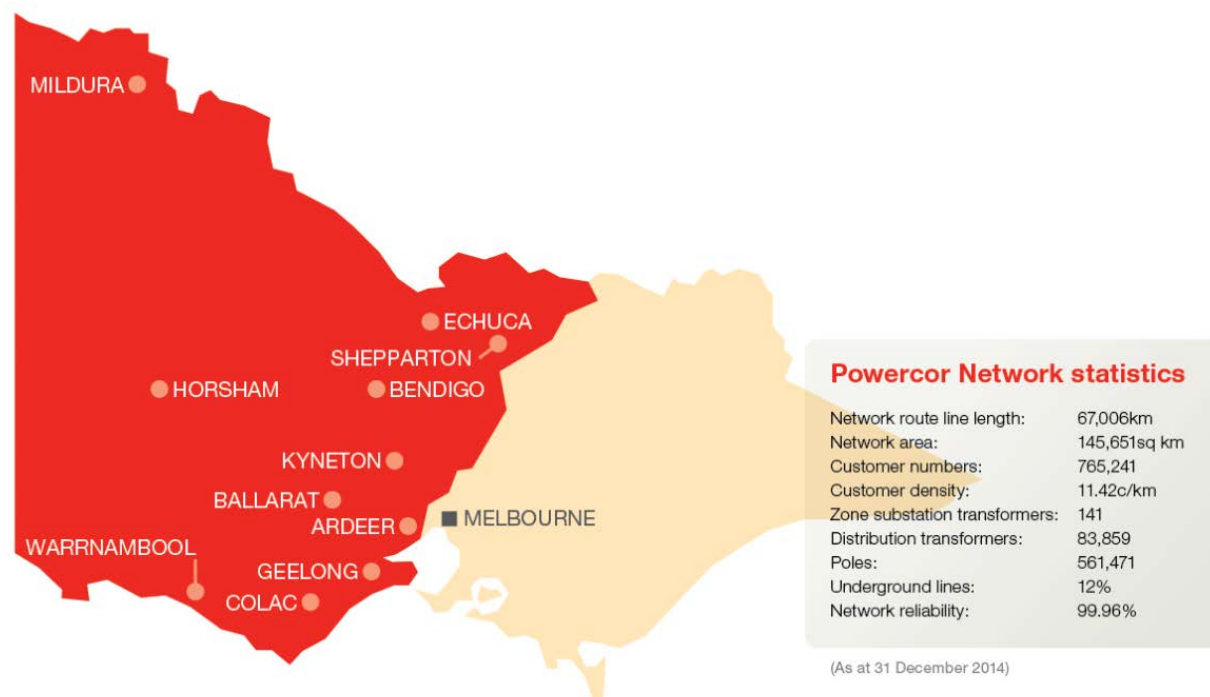 MILDURA
ECHUCA
SHEPPARTON
HORSHAM
BENDIGO
KYNETON
BALLARAT
ARDEER
MELBOURNE
WARRNAMBOOL
GEELONG
COLAC
Powercor Network statistics
Network route line length: 67,006km
Network area: 145,651sq km
Customer numbers: 765,241
Customer density: 11.42c/km
Zone substation transformers: 141
Distribution transformers: 83,859
Poles: 561,471
Underground lines: 12%
Network reliability: 99.96%
(As at 31 December 2014)